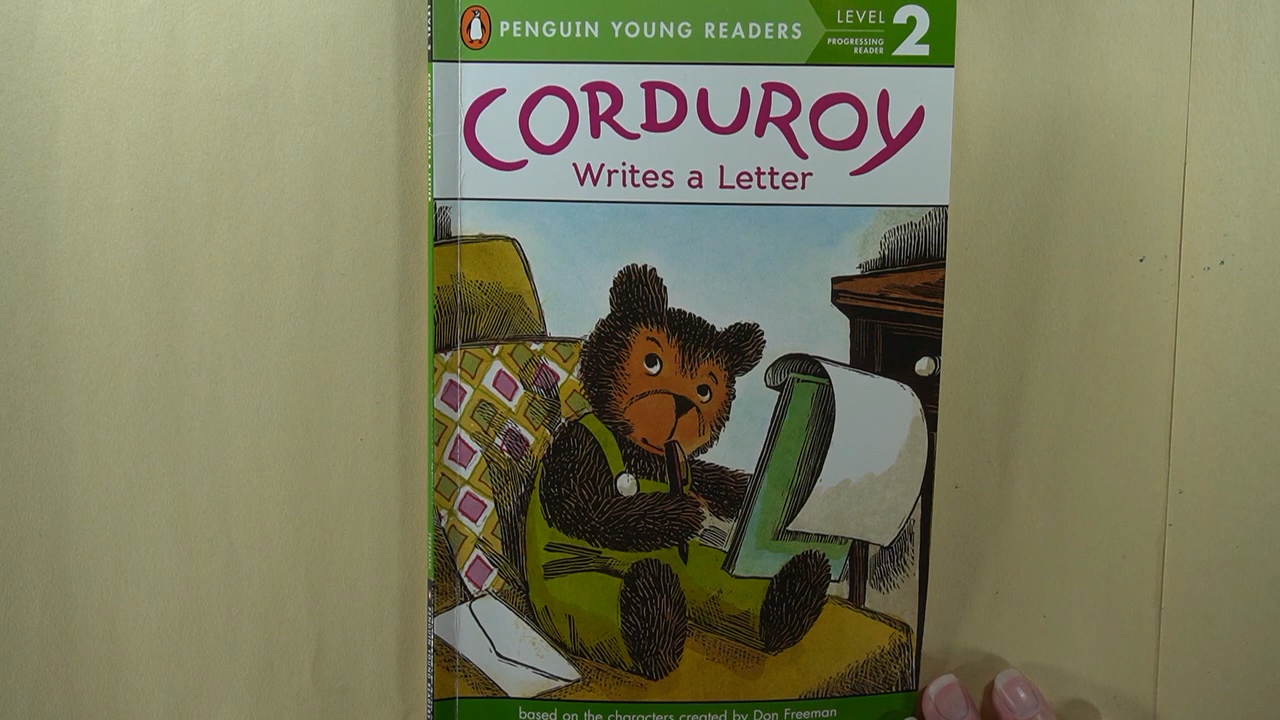 PENGUIN YOUNG READERS
LEVEL 2
PROGRESSING
READER
CORDUROY
Writes a Letter
based on the characters created by Don Freeman